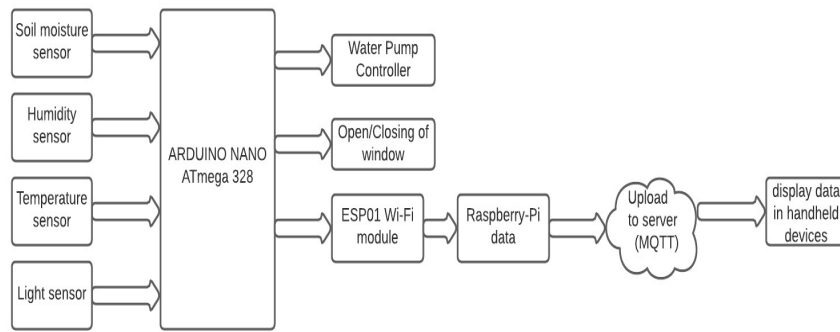 Soil moisture
sensor
Humidity
sensor
Temperature
sensor
Light sensor
ARDUINO NANO
ATmega 328
Water Pump
Controller
Open/Closing of
window
ESP01 Wi-Fi
module
Raspberry-Pi
data
Upload
to server
(MQTT)
display data
in handheld
devices